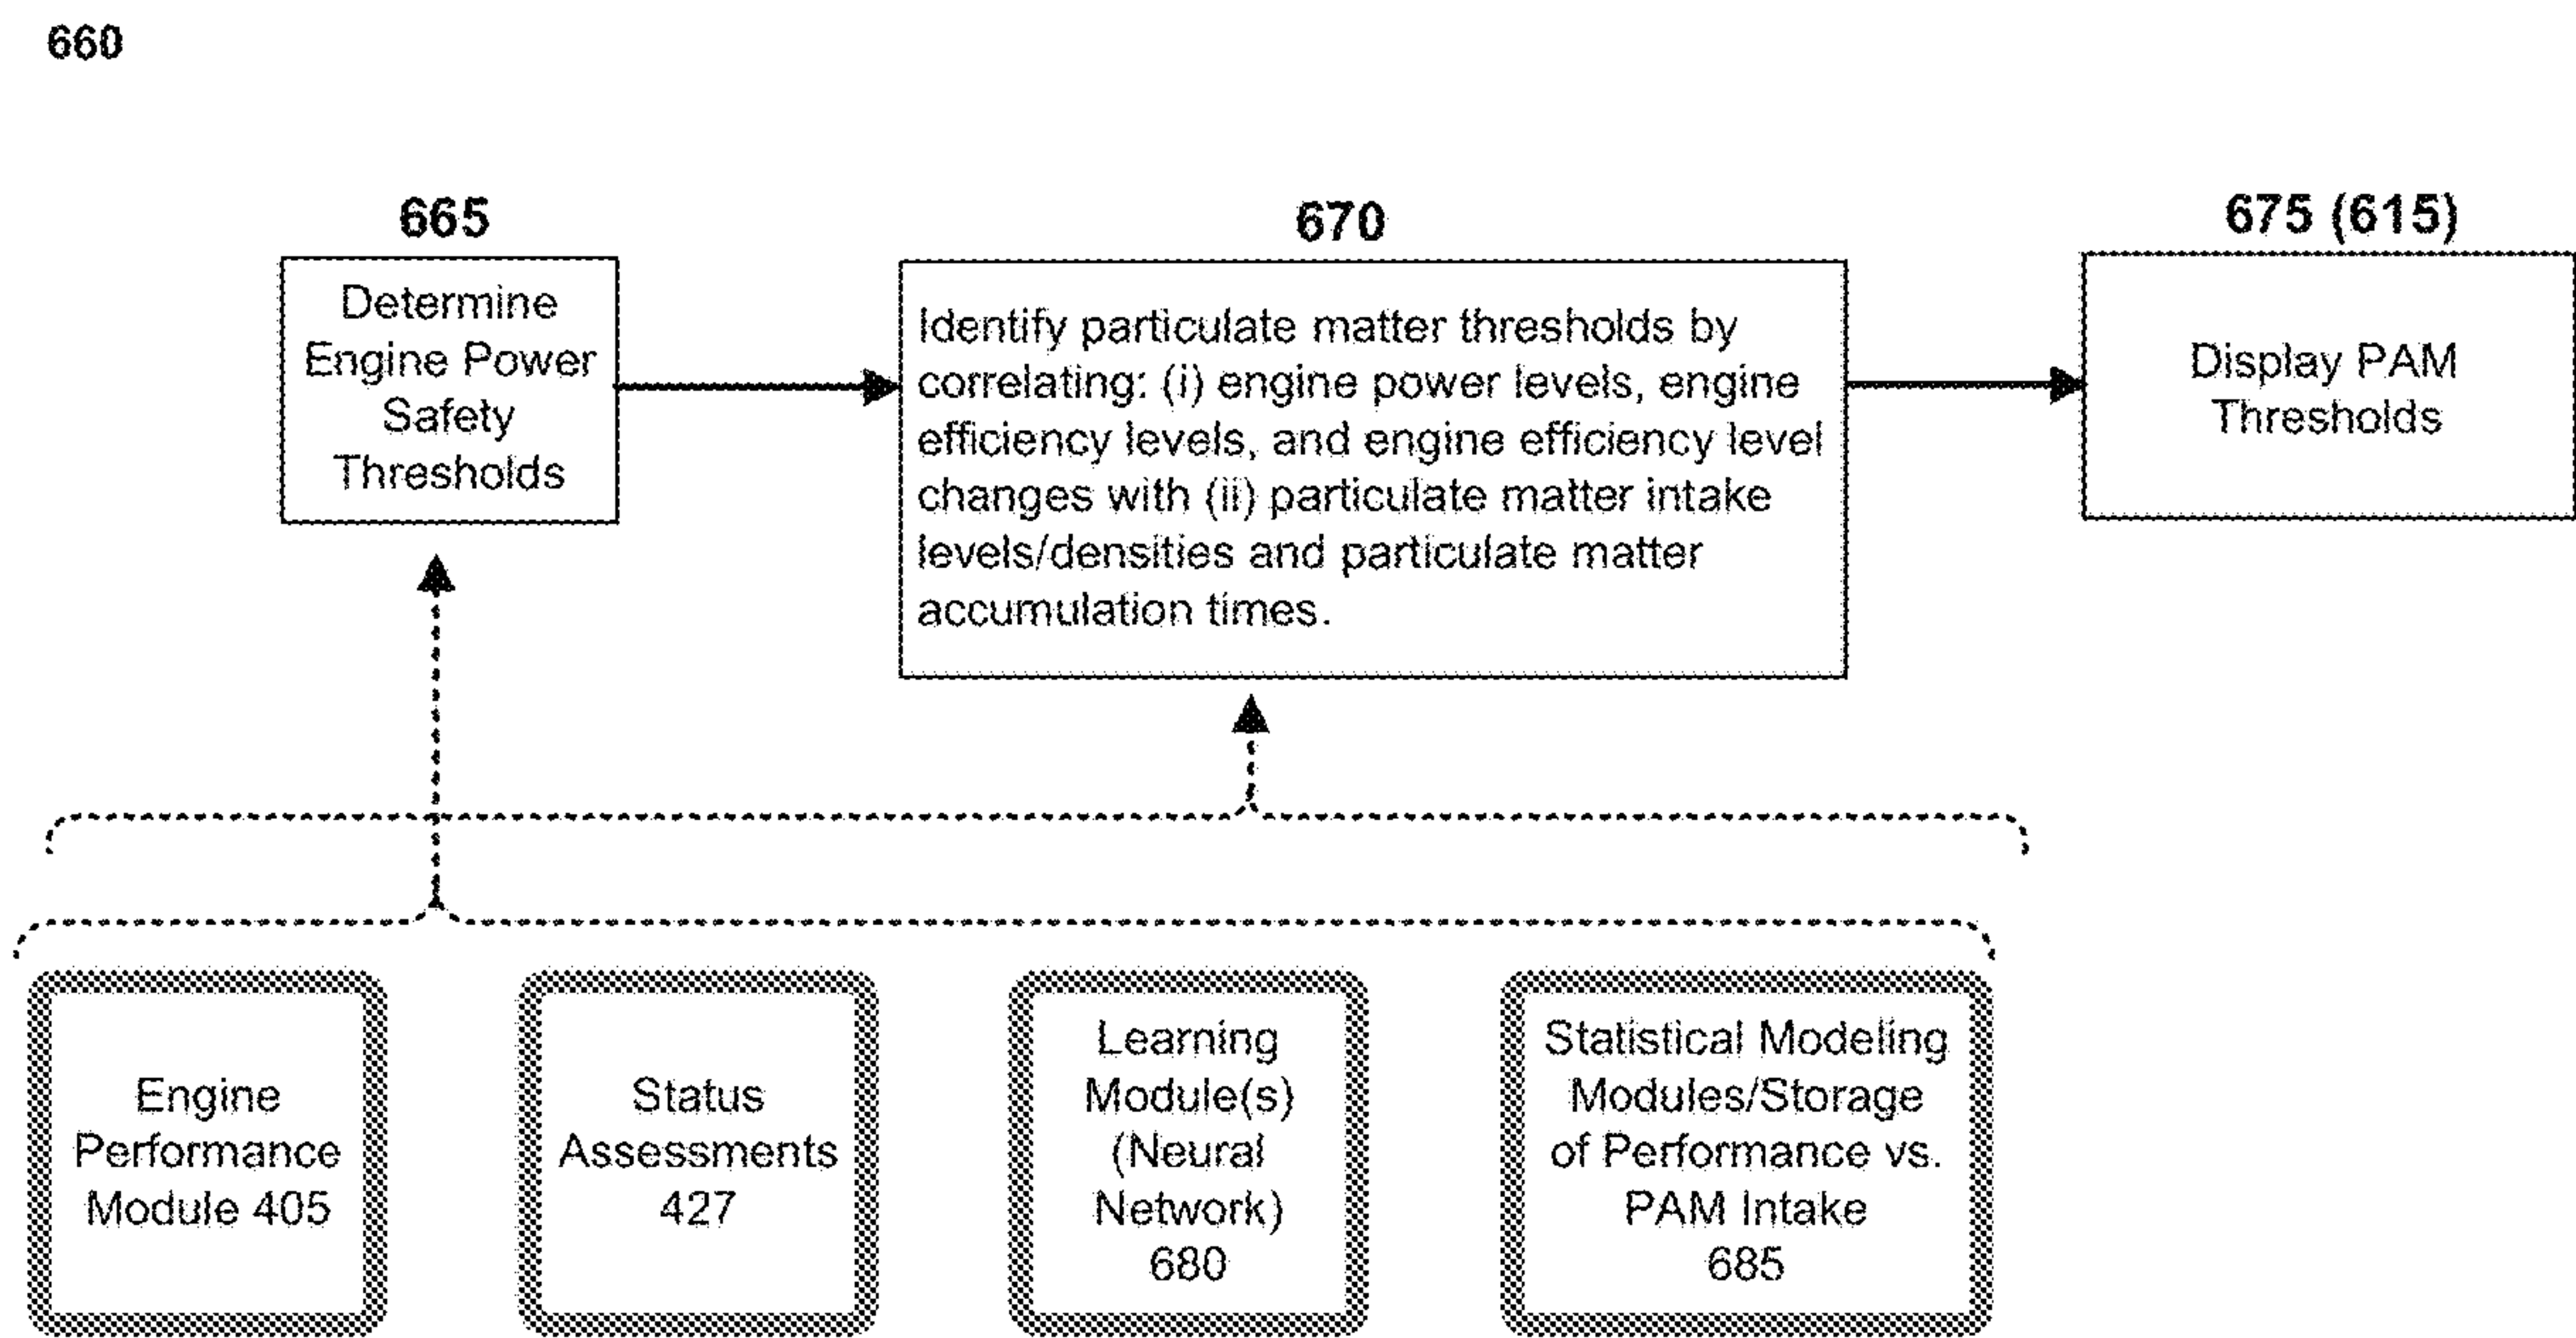 660
665
Determine
Engine Power
Safety
Thresholds
670
Identify particulate matter thresholds by
correlating: (i) engine power levels, engine
efficiency levels, and engine efficiency level
changes with (ii) particulate matter intake
levels/densities and particulate matter
accumulation times.
675 (615)
Display PAM
Thresholds
Engine
Performance
Module 405
Status
Assessments
427
Learning
Module(s)
(Neural
Network)
680
Statistical Modeling
Modules/Storage
of Performance vs.
PAM Intake
685